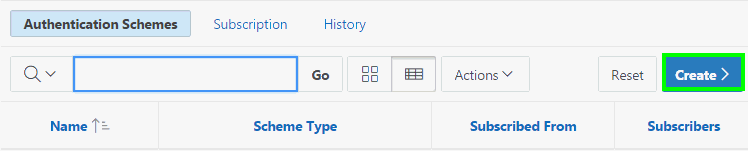 Authentication Schemes Subscription History
Go Actions Reset Create
Name Scheme Type Subscribed From Subscribers